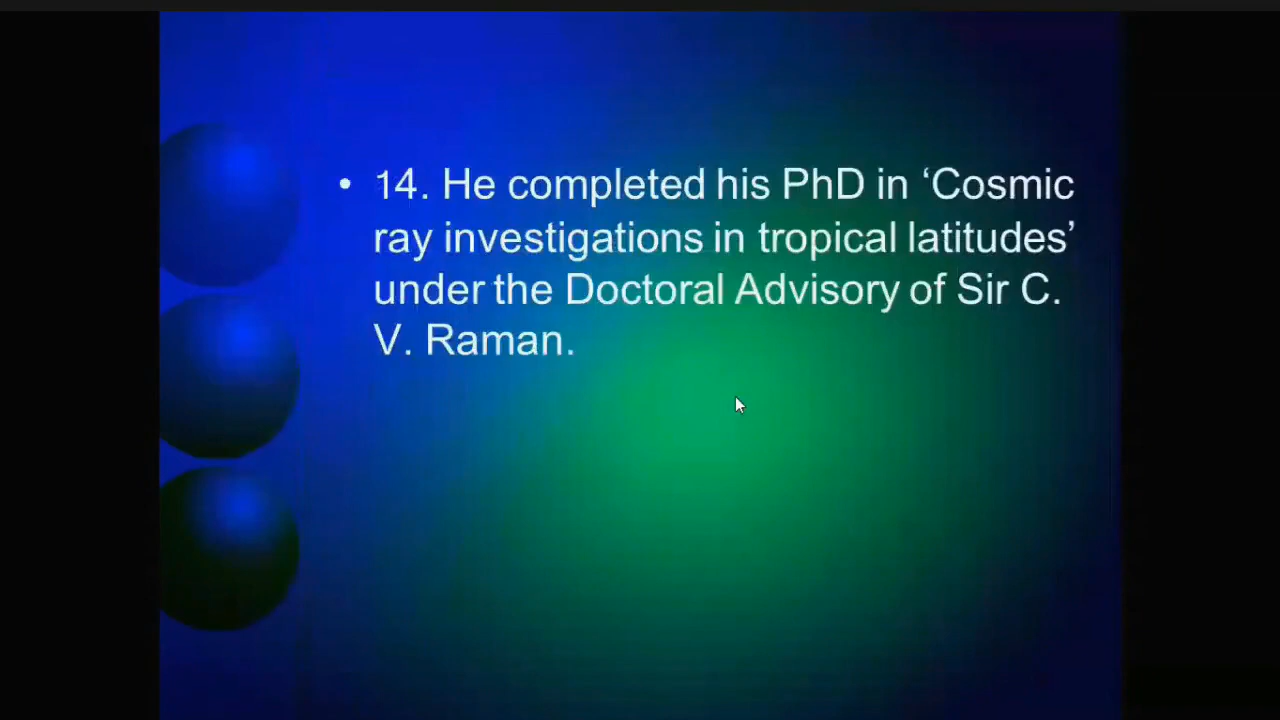 • 14. He completed his PhD in ‘Cosmic
ray investigations in tropical latitudes’
under the Doctoral Advisory of Sir C.
V. Raman.